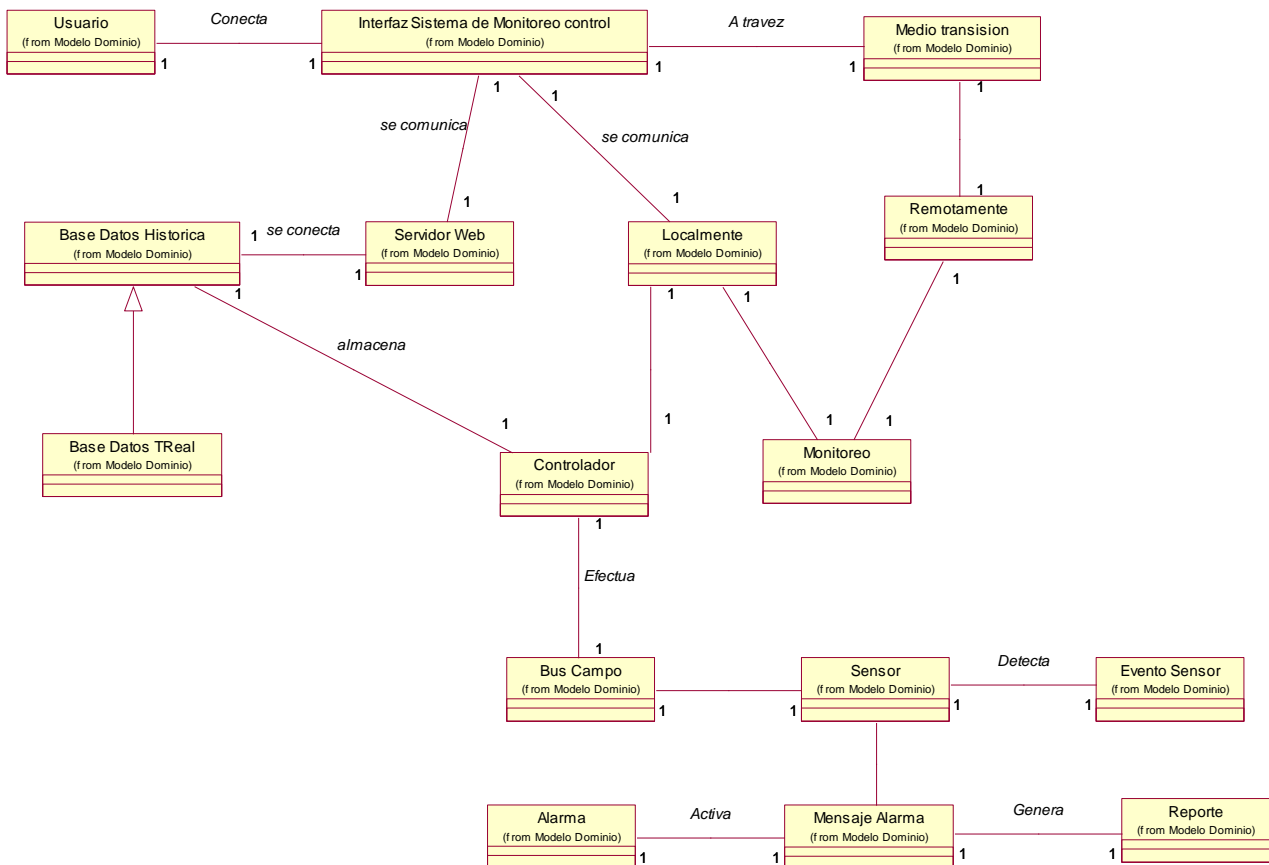 Usuario
(from Modelo Dominio)
Conecta
1
1
Interfaz Sistema de Monitoreo control
(from Modelo Dominio)
A travez
1
1
Medio transision
(from Modelo Dominio)
1
1
1
se comunica
se comunica
1
1
1
Base Datos Historica
(from Modelo Dominio)
1
se conecta
1
Servidor Web
(from Modelo Dominio)
Localmente
(from Modelo Dominio)
Remotamente
(from Modelo Dominio)
1
1
1
1
almacena
1
1
1
1
Base Datos TReal
(from Modelo Dominio)
Controlador
(from Modelo Dominio)
Monitoreo
(from Modelo Dominio)
1
Efectua
1
Bus Campo
(from Modelo Dominio)
1
1
Sensor
(from Modelo Dominio)
Detecta
1
1
Evento Sensor
(from Modelo Dominio)
Alarma
(from Modelo Dominio)
Activa
1
1
Mensaje Alarma
(from Modelo Dominio)
Genera
1
1
Reporte
(from Modelo Dominio)